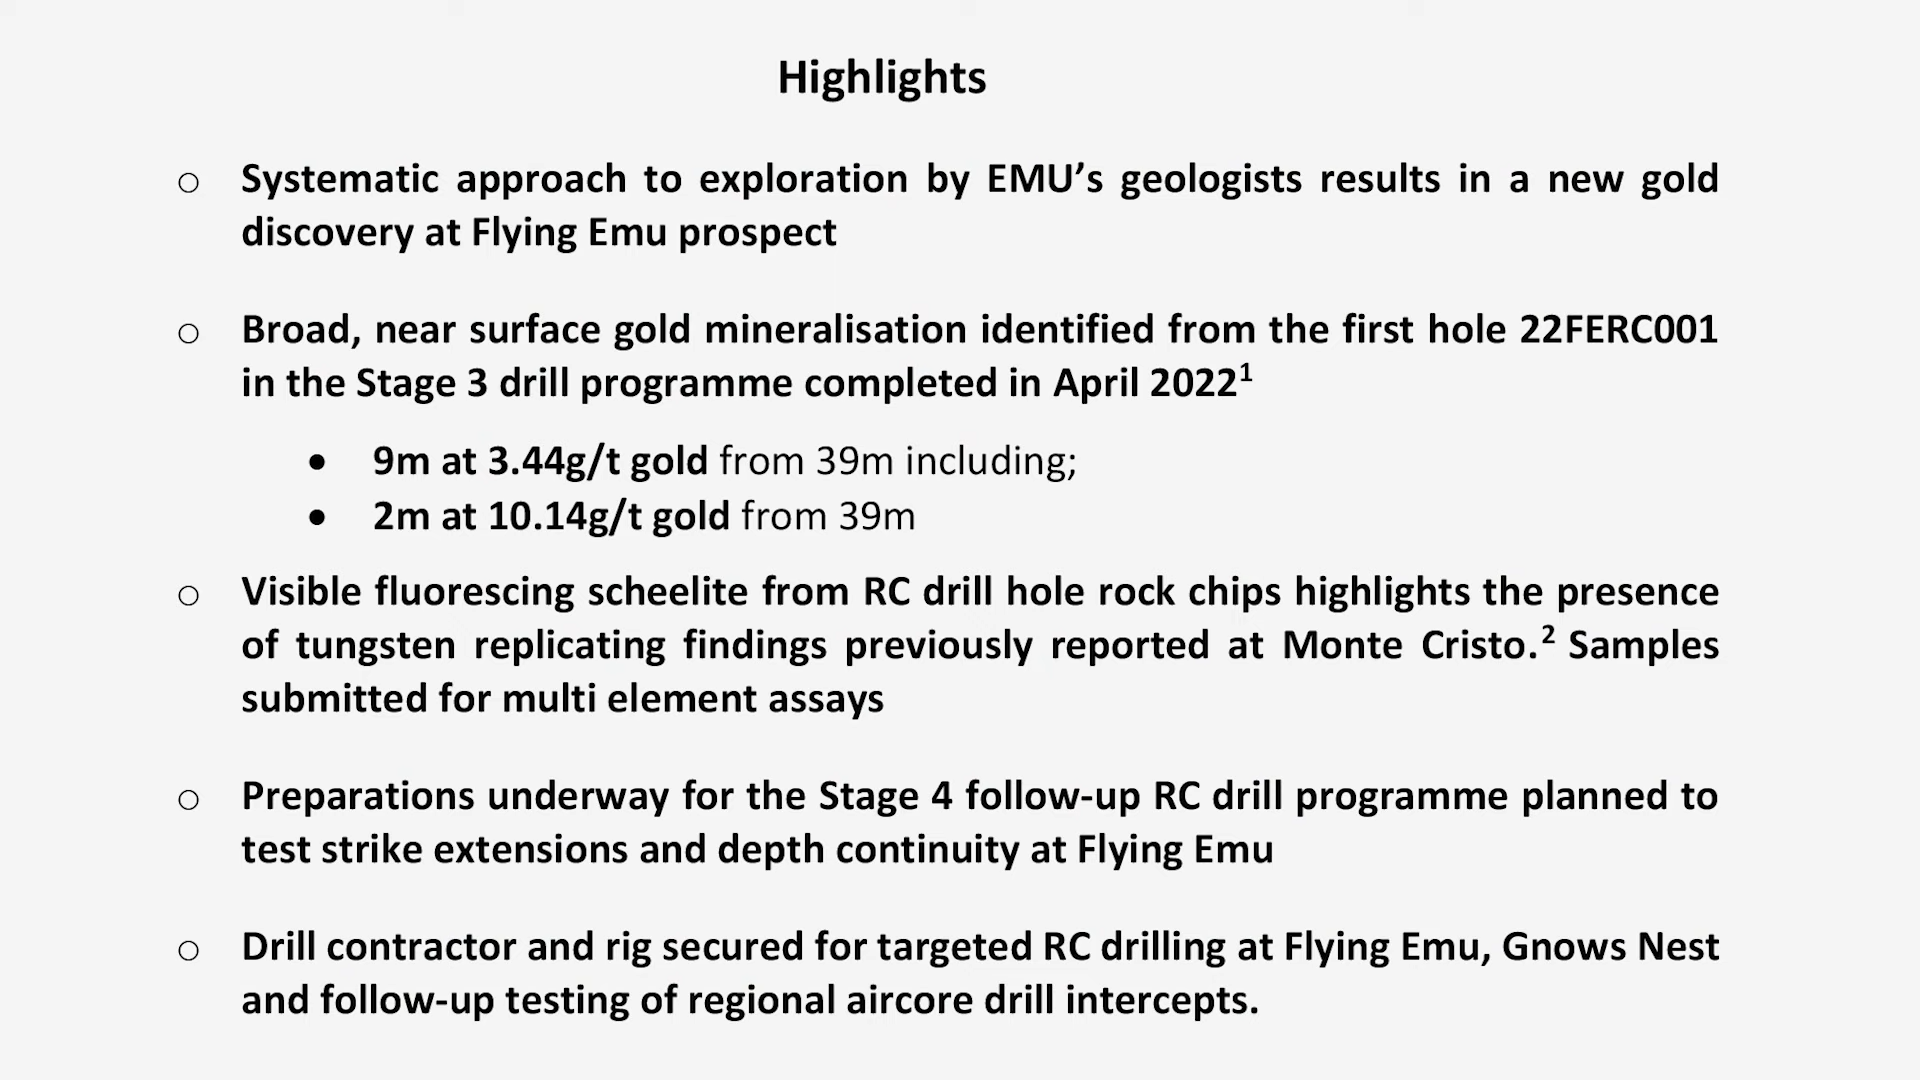 Highlights
○ Systematic approach to exploration by EMU’s geologists results in a new gold
discovery at Flying Emu prospect
○ Broad, near surface gold mineralisation identified from the first hole 22FERC001
in the Stage 3 drill programme completed in April 2022¹
• 9m at 3.44g/t gold from 39m including;
• 2m at 10.14g/t gold from 39m
○ Visible fluorescing scheelite from RC drill hole rock chips highlights the presence
of tungsten replicating findings previously reported at Monte Cristo.² Samples
submitted for multi element assays
○ Preparations underway for the Stage 4 follow-up RC drill programme planned to
test strike extensions and depth continuity at Flying Emu
○ Drill contractor and rig secured for targeted RC drilling at Flying Emu, Gnows Nest
and follow-up testing of regional aircore drill intercepts.